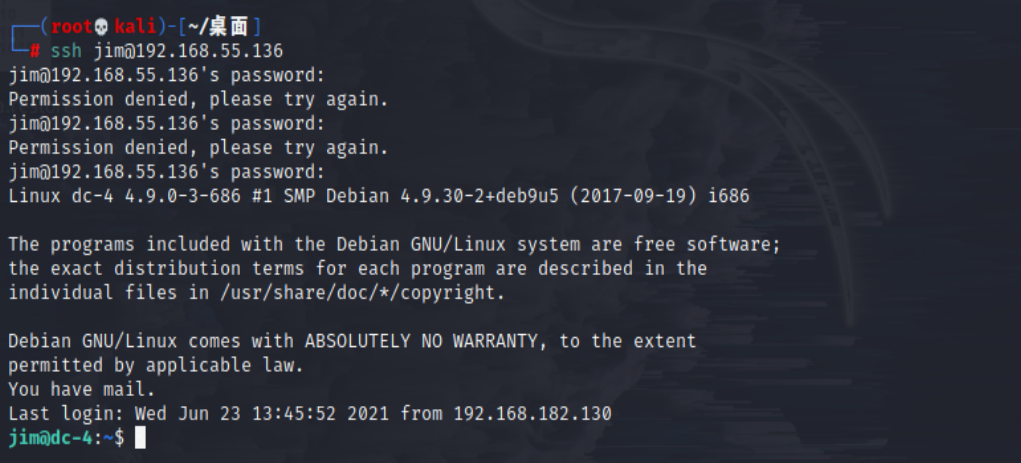 ┌──(root💀kali)-[~/桌面]
└─# ssh jim@192.168.55.136
jim@192.168.55.136's password:
Permission denied, please try again.
jim@192.168.55.136's password:
Permission denied, please try again.
jim@192.168.55.136's password:
Linux dc-4 4.9.0-3-686 #1 SMP Debian 4.9.30-2+deb9u5 (2017-09-19) i686
The programs included with the Debian GNU/Linux system are free software;
the exact distribution terms for each program are described in the
individual files in /usr/share/doc/*/copyright.
Debian GNU/Linux comes with ABSOLUTELY NO WARRANTY, to the extent
permitted by applicable law.
You have mail.
Last login: Wed Jun 23 13:45:52 2021 from 192.168.182.130
jim@dc-4:~$